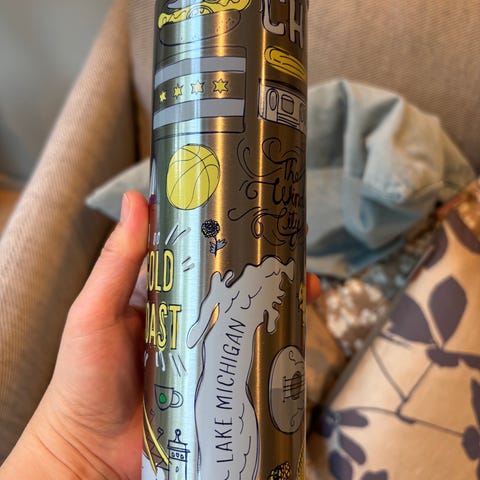 CH
The
Windy
City
OLD
OAST
LAKE MICHIGAN